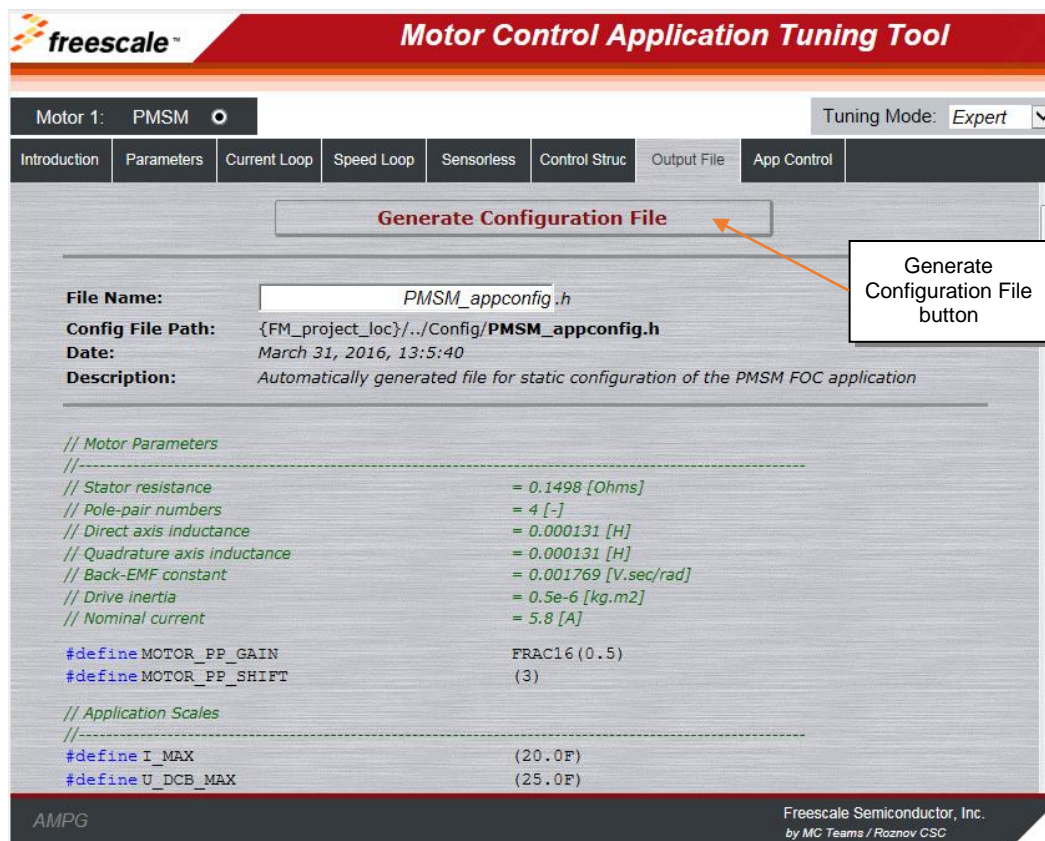 freescale™
Motor Control Application Tuning Tool
Motor 1: PMSM
Tuning Mode: Expert
Introduction Parameters Current Loop Speed Loop Sensorless Control Struc Output File App Control
Generate Configuration File
Generate
Configuration File
button
File Name: PMSM_appconfig .h
Config File Path: {FM_project_loc}/../Config/PMSM_appconfig.h
Date: March 31, 2016, 13:5:40
Description: Automatically generated file for static configuration of the PMSM FOC application
// Motor Parameters
//----------------------------------------------------------------------------------------------------------
// Stator resistance = 0.1498 [Ohms]
// Pole-pair numbers = 4 [-]
// Direct axis inductance = 0.000131 [H]
// Quadrature axis inductance = 0.000131 [H]
// Back-EMF constant = 0.001769 [V.sec/rad]
// Drive inertia = 0.5e-6 [kg.m2]
// Nominal current = 5.8 [A]
#define MOTOR_PP_GAIN FRAC16(0.5)
#define MOTOR_PP_SHIFT (3)
// Application Scales
//----------------------------------------------------------------------------------------------------------
#define I_MAX (20.0F)
#define U_DCB_MAX (25.0F)
AMPG
Freescale Semiconductor, Inc.
by MC Teams / Roznov CSC